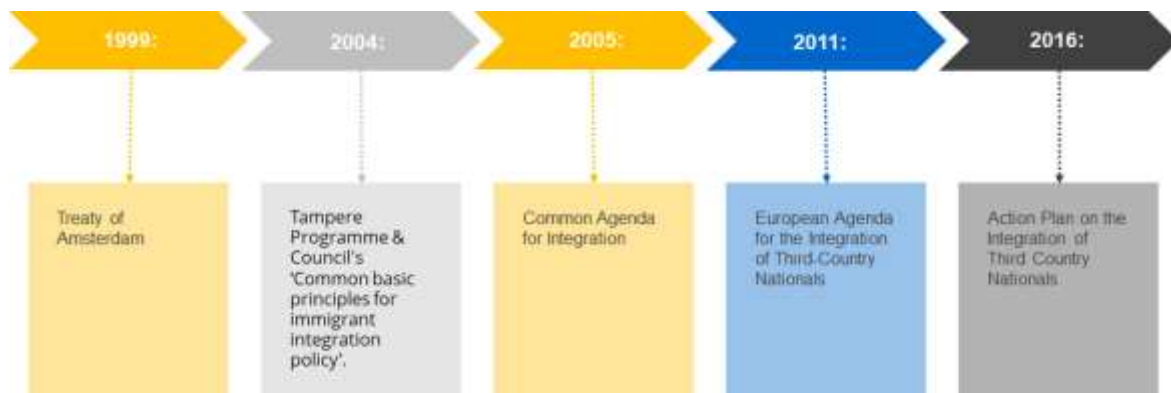 1999:
2004:
2005:
2011:
2016:
Treaty of
Amsterdam
Tampere
Programme &
Council's
'Common basic
principles for
immigrant
integration
policy'.
Common Agenda
for Integration
European Agenda
for the Integration
of Third-Country
Nationals
Action Plan on the
Integration of
Third Country
Nationals